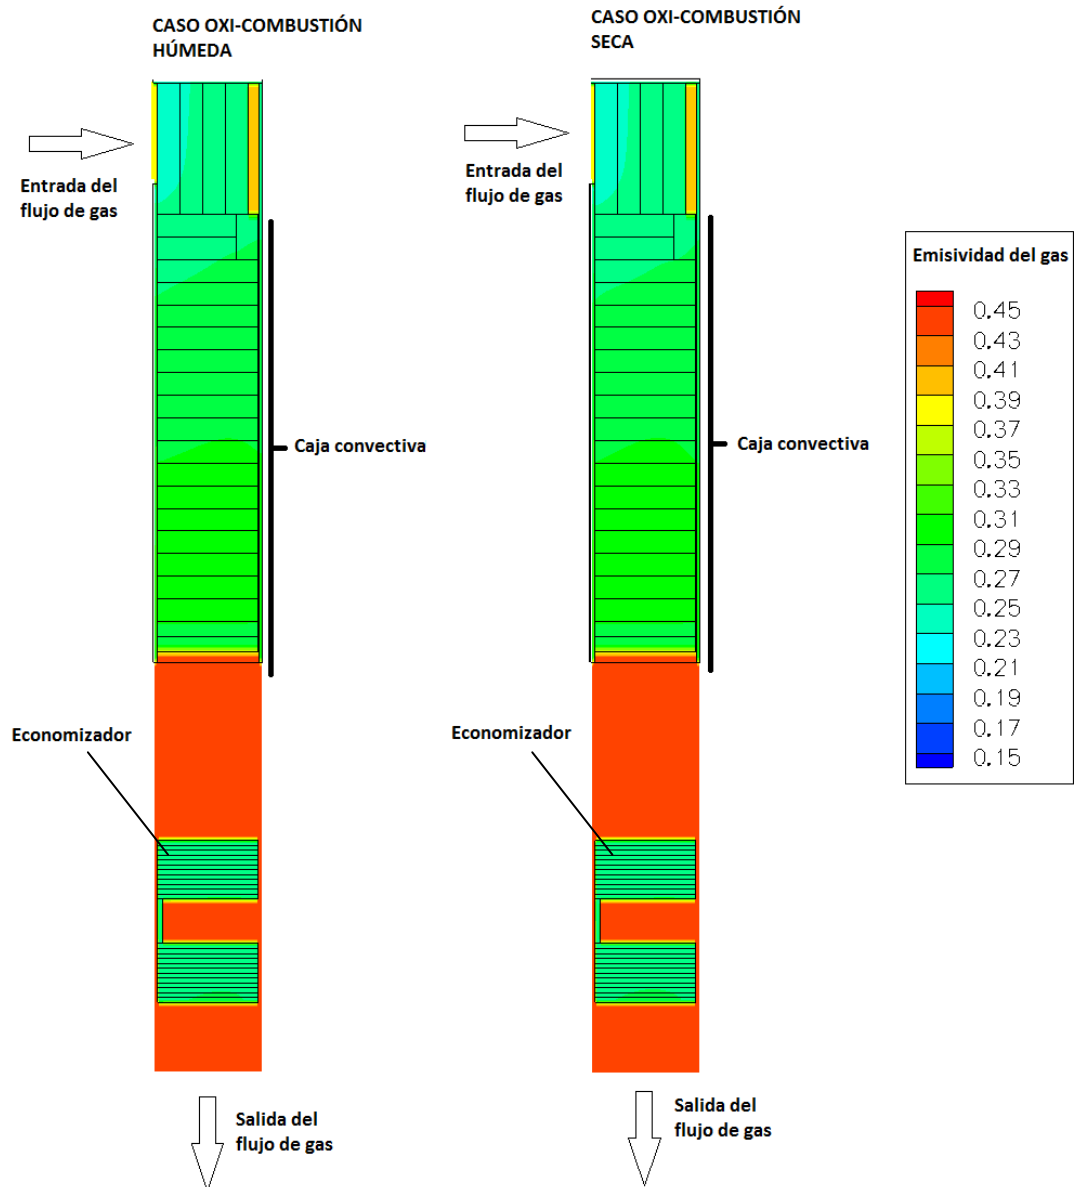 CASO OXI-COMBUSTIÓN
HÚMEDA
CASO OXI-COMBUSTIÓN
SECA
Entrada del
flujo de gas
Entrada del
flujo de gas
Emisividad del gas
0.45
0.43
0.41
0.39
0.37
0.35
0.33
0.31
0.29
0.27
0.25
0.23
0.21
0.19
0.17
0.15
Caja convectiva
Caja convectiva
Economizador
Economizador
Salida del
flujo de gas
Salida del
flujo de gas